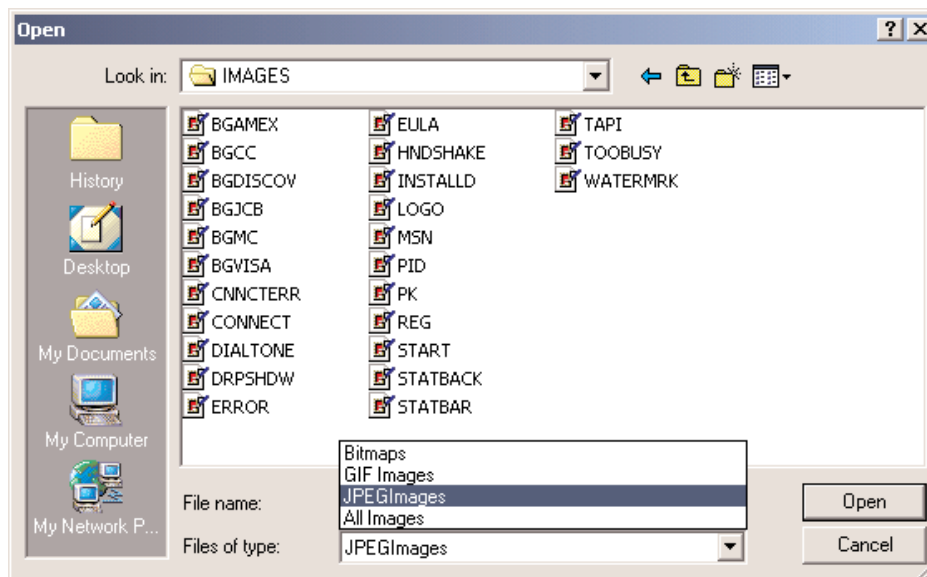 Open
Look in: IMAGES
History
Desktop
My Documents
My Computer
My Network P...
BGAMEX
BGCC
BGDISCOV
BGJCB
BGMC
BGVISA
CNNCTERR
CONNECT
DIALTONE
DRPSHDW
ERROR
EULA
HNDSHAKE
INSTALLD
LOGO
MSN
PID
PK
REG
START
STATBACK
STATBAR
TAPI
TOOBUSY
WATERMRK
Bitmaps
GIF Images
JPEGImages
All Images
File name:
Open
Files of type: JPEGImages
Cancel